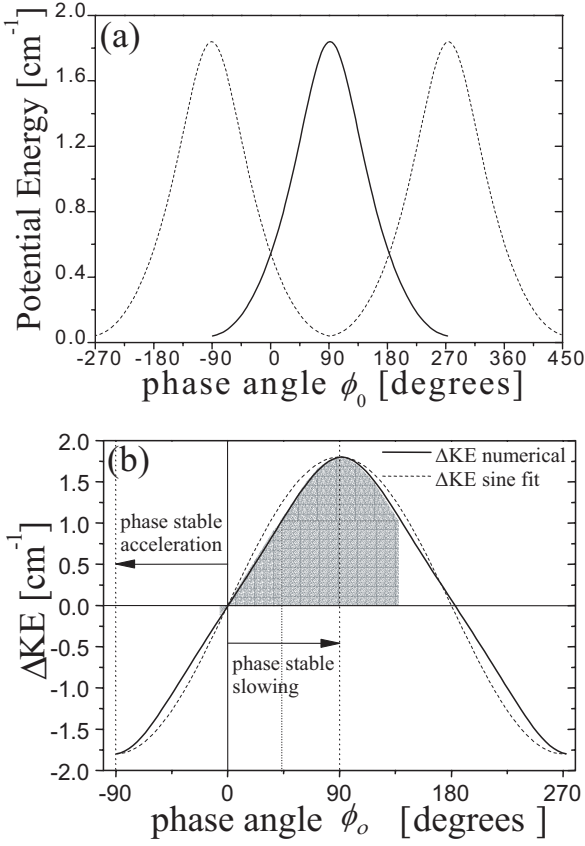 (a)
Potential Energy [cm-1]
2.0
1.6
1.2
0.8
0.4
0.0
-270 -180 -90 0 90 180 270 360 450
phase angle ϕ0 [degrees]
(b)
ΔKE [cm-1]
2.0
1.5
1.0
0.5
0.0
-0.5
-1.0
-1.5
-2.0
ΔKE numerical
ΔKE sine fit
phase stable
acceleration
phase stable
slowing
-90 0 90 180 270
phase angle ϕo [degrees ]